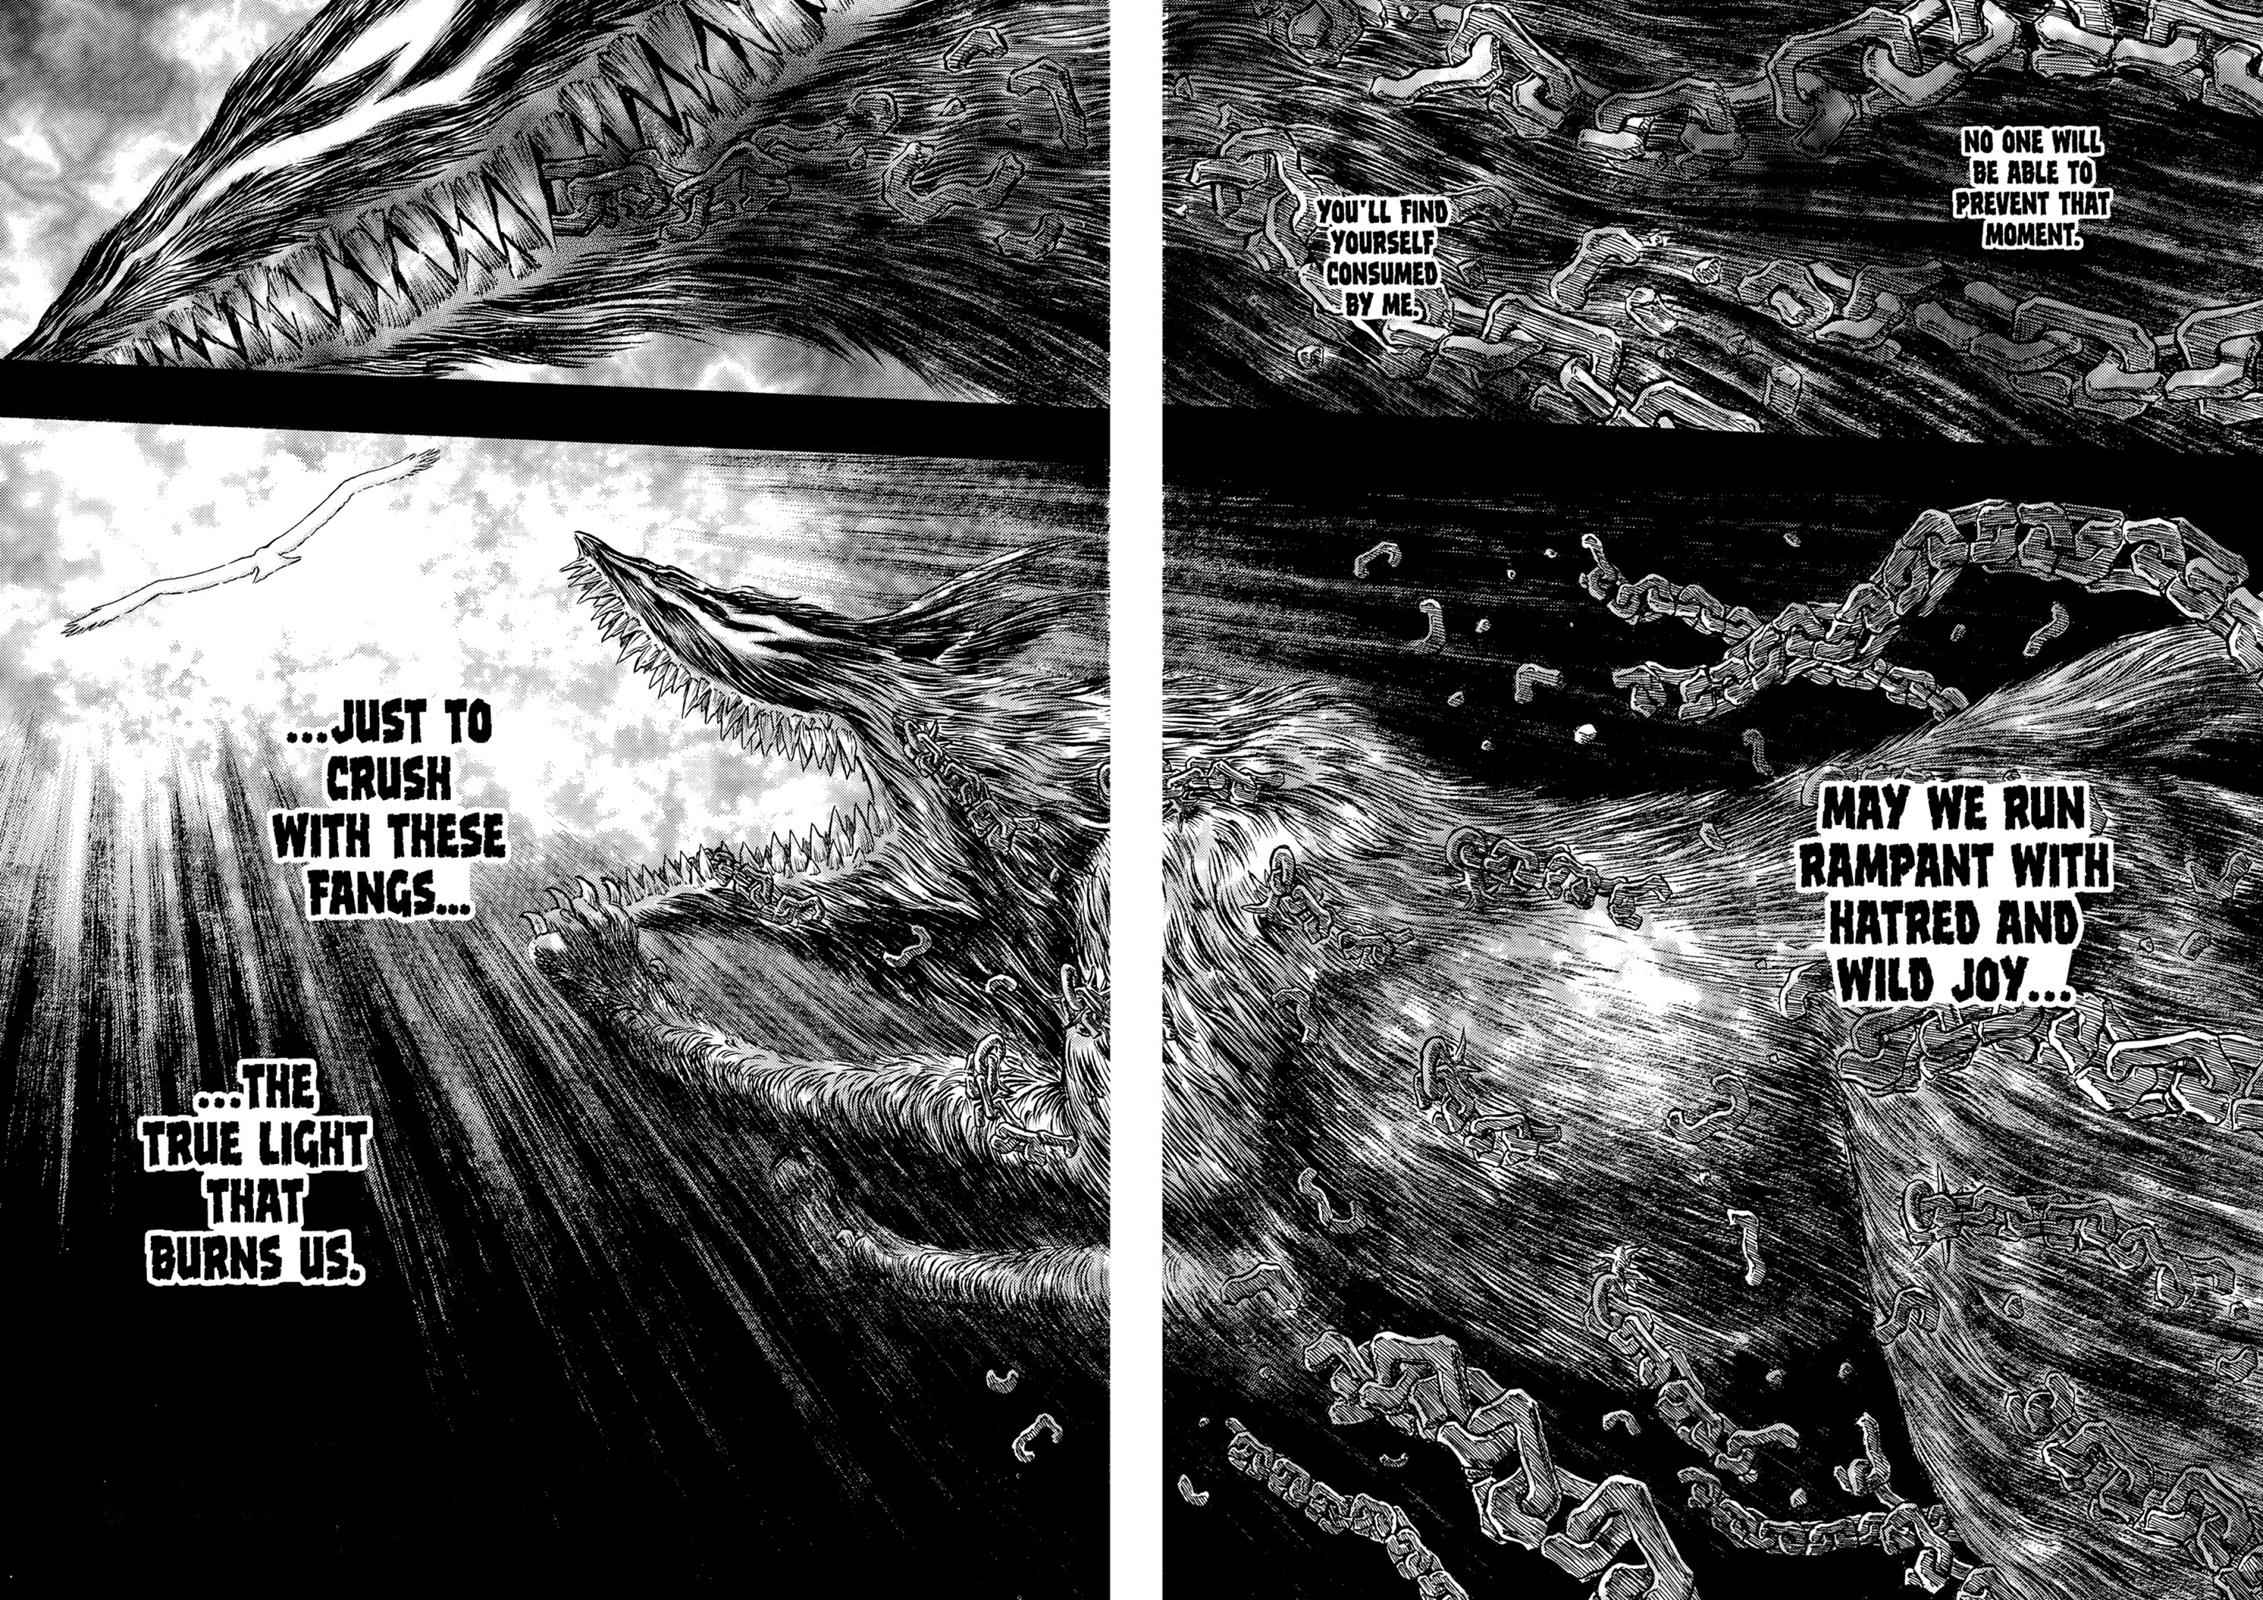 NO ONE WILL
BE ABLE TO
PREVENT THAT
MOMENT.
YOU'LL FIND
YOURSELF
CONSUMED
BY ME.
MAY WE RUN
RAMPANT WITH
HATRED AND
WILD JOY...
...JUST TO
CRUSH
WITH THESE
FANGS...
...THE
TRUE LIGHT
THAT
BURNS US.